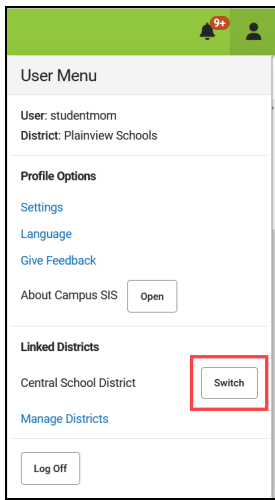 9+
User Menu
User: studentmom
District: Plainview Schools
Profile Options
Settings
Language
Give Feedback
About Campus SIS Open
Linked Districts
Central School District Switch
Manage Districts
Log Off